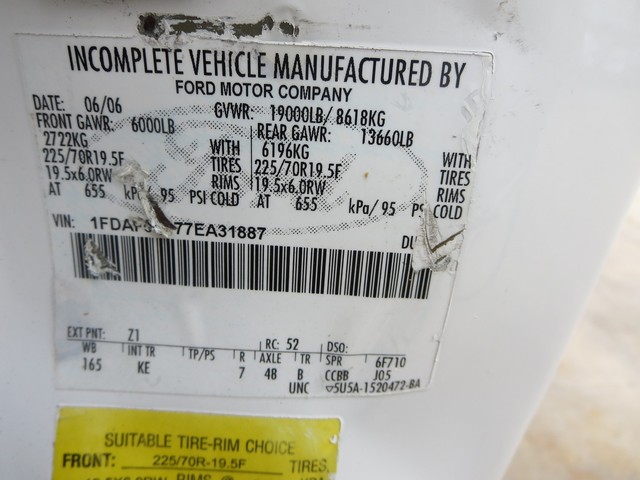 INCOMPLETE VEHICLE MANUFACTURED BY
FORD MOTOR COMPANY
DATE: 06/06 GVWR: 19000LB/ 8618KG
FRONT GAWR: 6000LB REAR GAWR: 13660LB
2722KG WITH 6196KG WITH
225/70R19.5F TIRES 225/70R19.5F TIRES
19.5x6.0RW RIMS 19.5x6.0RW RIMS
AT 655 kPa/ 95 PSI COLD AT 655 kPa/ 95 PSI COLD
VIN: 77EA31887
EXT PNT: Z1 RC: 52 DSO:
WB INT TR TP/PS R AXLE TR SPR 6F710
165 KE 7 48 B CCBB J05
UNC ▽5U5A-1520472-BA
SUITABLE TIRE-RIM CHOICE
FRONT: 225/70R-19.5F TIRES,
RIMS @